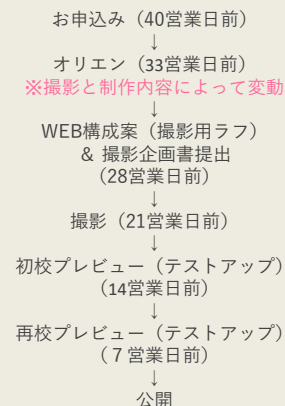 お申込み（40営業日前）
↓
オリエン（33営業日前）
※撮影と制作内容によって変動
↓
WEB構成案（撮影用ラフ）
& 撮影企画書提出
（28営業日前）
↓
撮影（21営業日前）
↓
初校プレビュー（テストアップ）
（14営業日前）
↓
再校プレビュー（テストアップ）
（７営業日前）
↓
公開